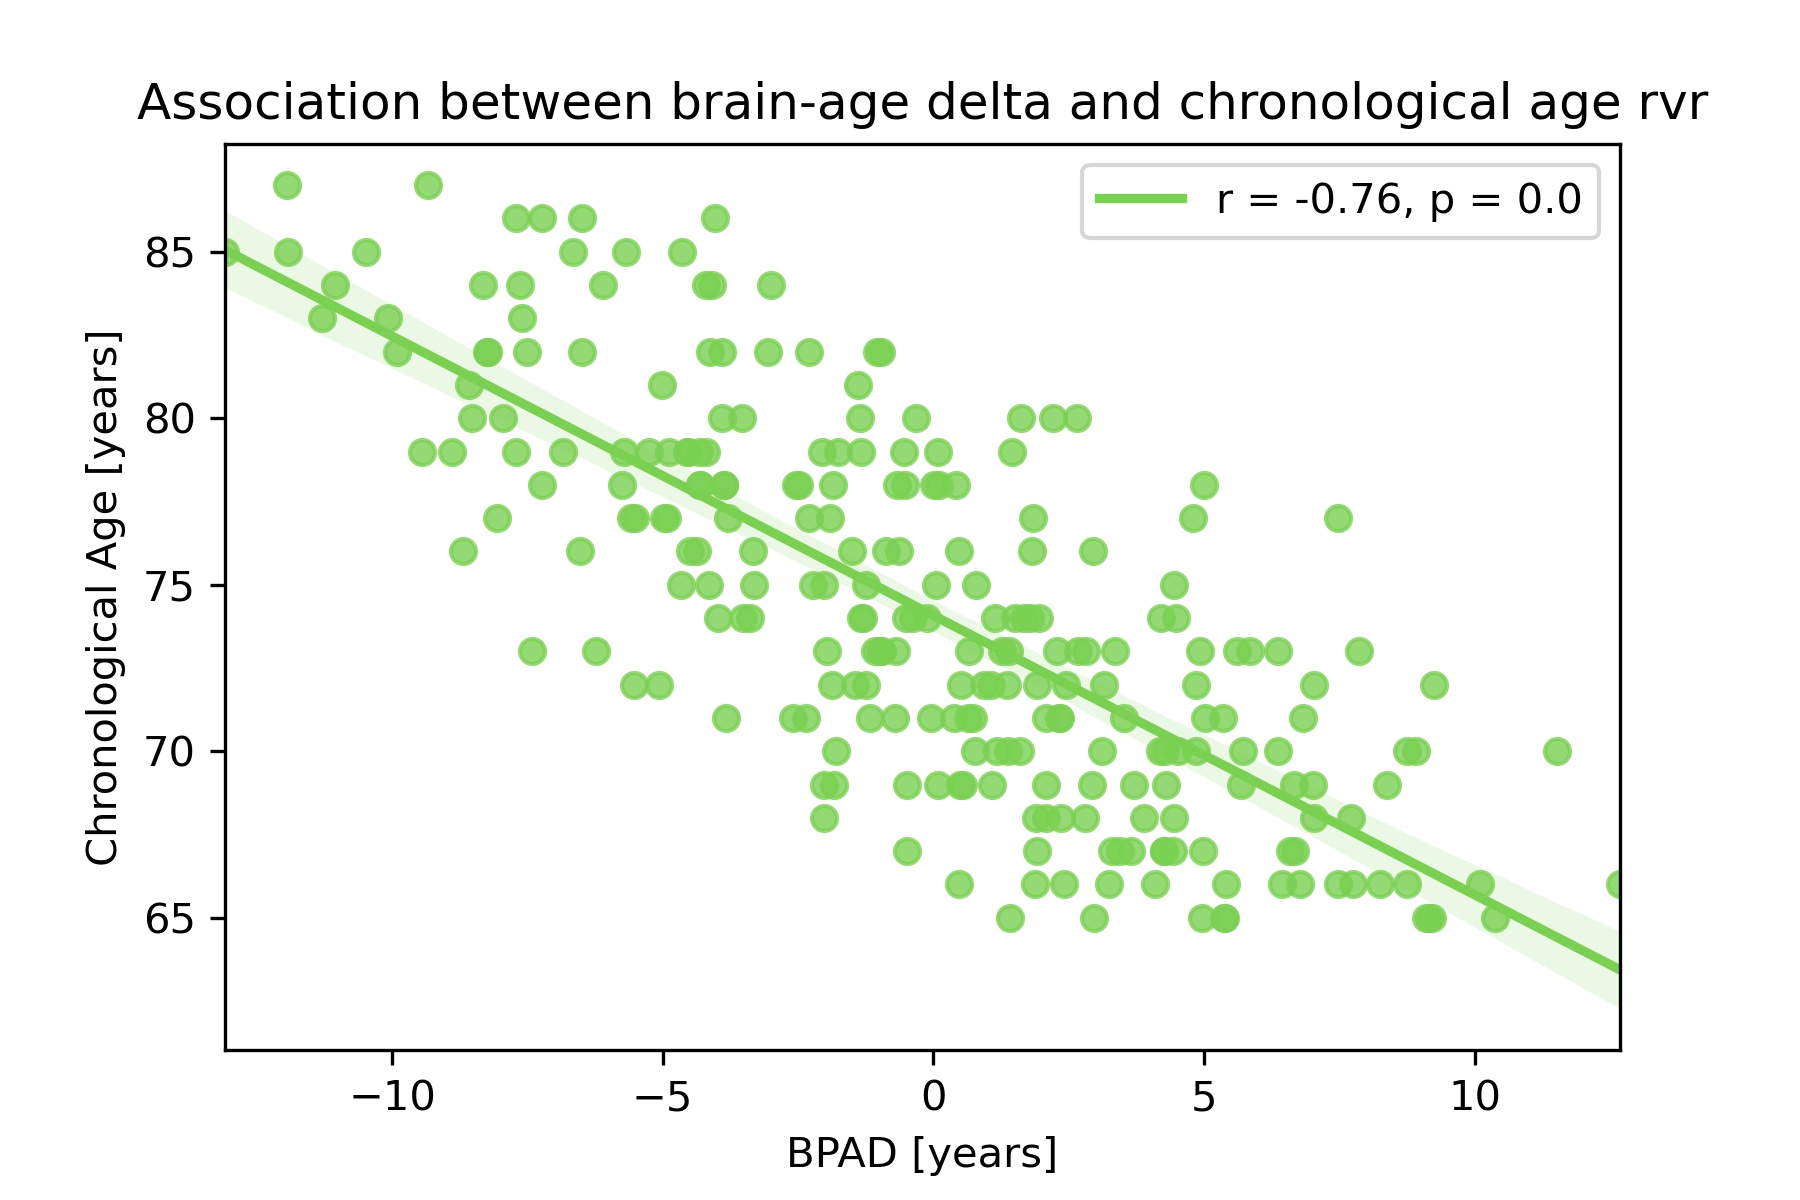 Association between brain-age delta and chronological age rvr
r = -0.76, p = 0.0
Chronological Age [years]
85
80
75
70
65
−10
−5
0
5
10
BPAD [years]